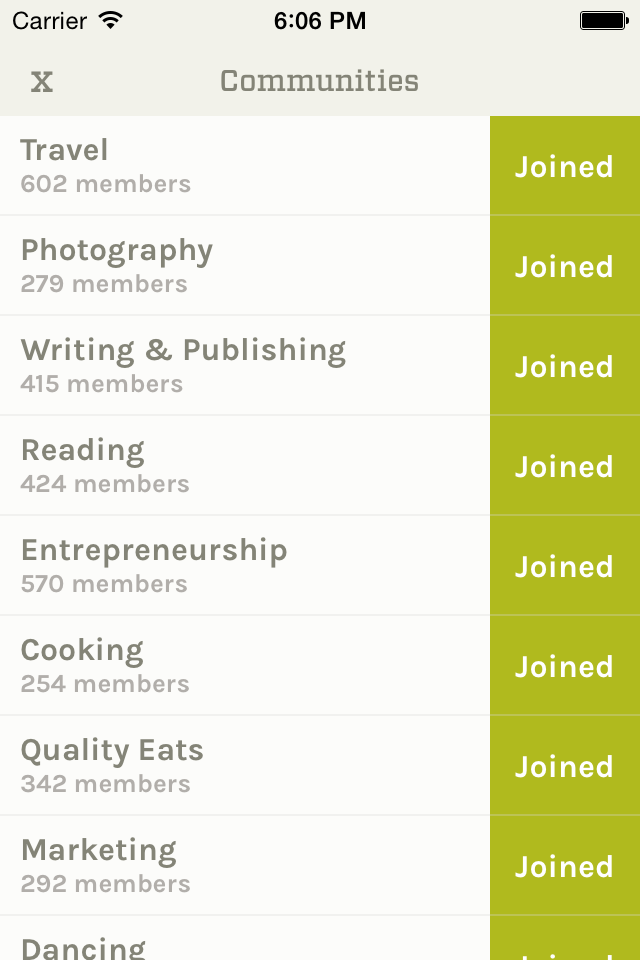 Carrier 6:06 PM
x Communities
Travel
602 members
Joined
Photography
279 members
Joined
Writing & Publishing
415 members
Joined
Reading
424 members
Joined
Entrepreneurship
570 members
Joined
Cooking
254 members
Joined
Quality Eats
342 members
Joined
Marketing
292 members
Joined
Dancing
Joined